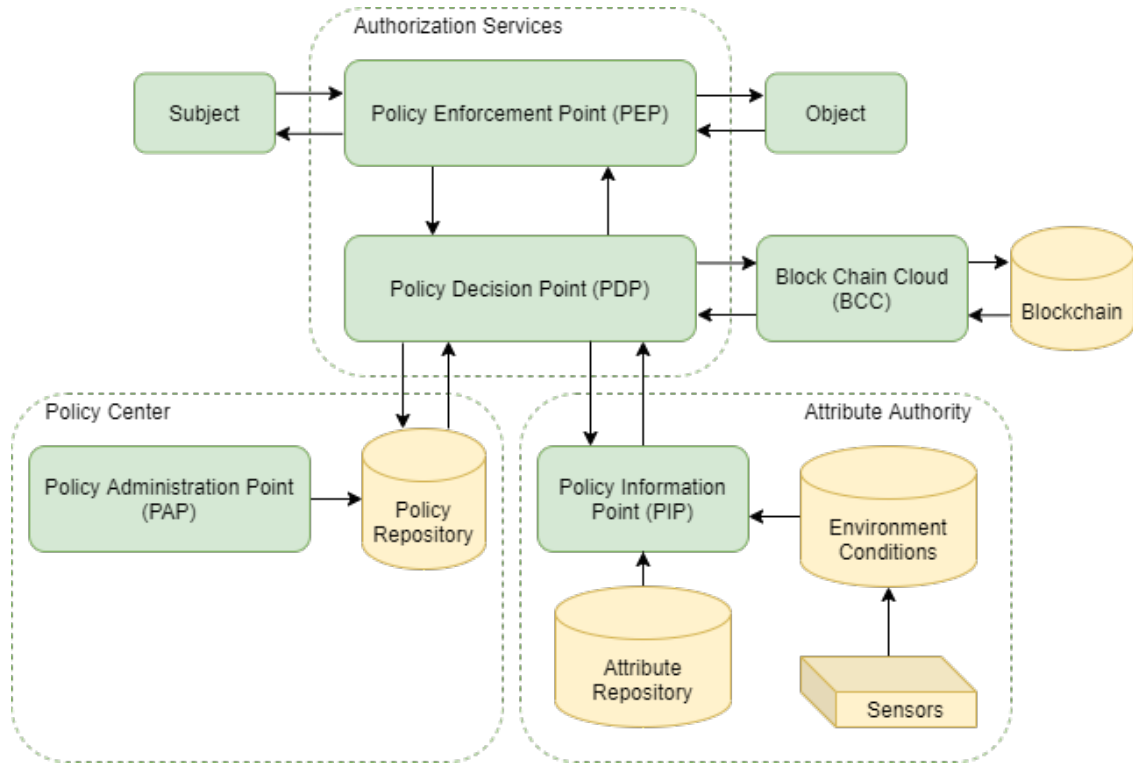 Authorization Services
Subject
Policy Enforcement Point (PEP)
Object
Policy Decision Point (PDP)
Block Chain Cloud
(BCC)
Blockchain
Policy Center
Attribute Authority
Policy Administration Point
(PAP)
Policy
Repository
Policy Information
Point (PIP)
Environment
Conditions
Attribute
Repository
Sensors